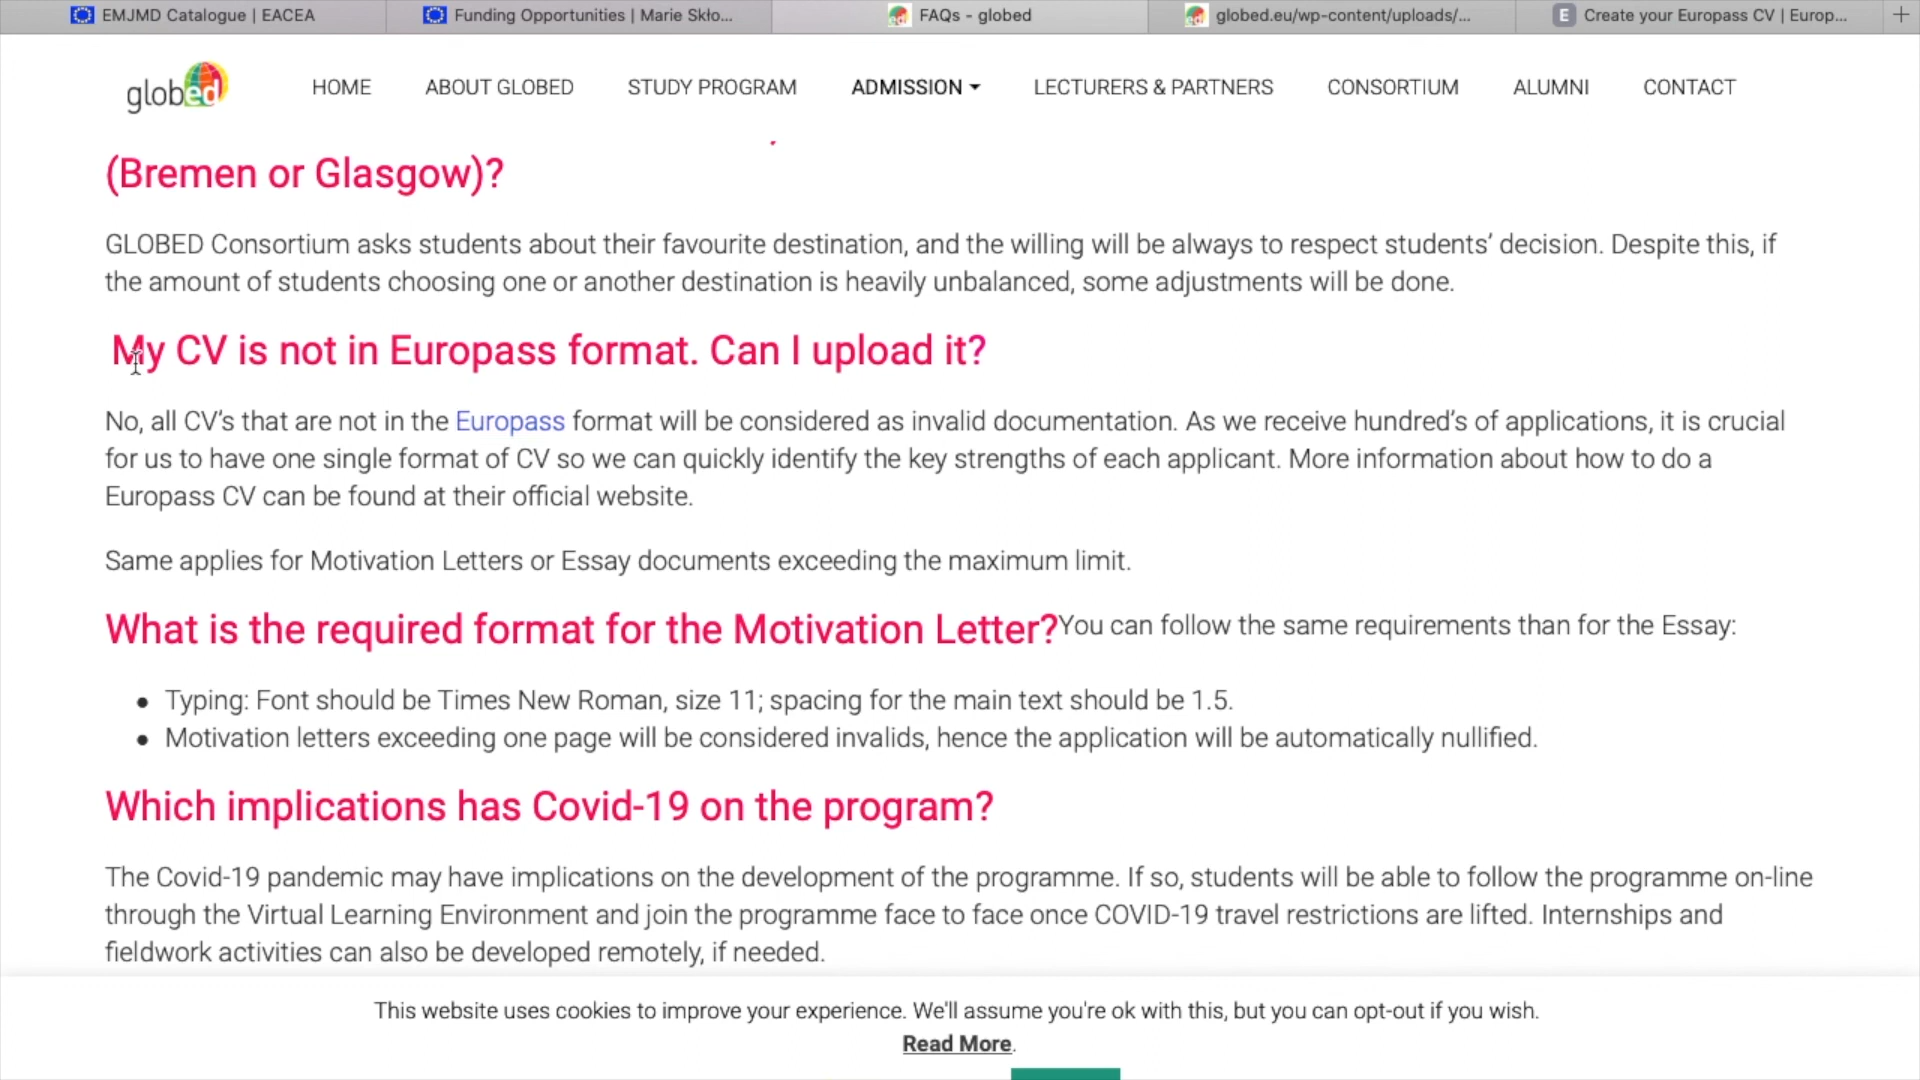 EMJMD Catalogue | EACEA
Funding Opportunities | Marie Skło...
FAQs - globed
globed.eu/wp-content/uploads/...
E Create your Europass CV | Europ...
globed
HOME
ABOUT GLOBED
STUDY PROGRAM
ADMISSION
LECTURERS & PARTNERS
CONSORTIUM
ALUMNI
CONTACT
(Bremen or Glasgow)?
GLOBED Consortium asks students about their favourite destination, and the willing will be always to respect students’ decision. Despite this, if
the amount of students choosing one or another destination is heavily unbalanced, some adjustments will be done.
My CV is not in Europass format. Can I upload it?
No, all CV’s that are not in the Europass format will be considered as invalid documentation. As we receive hundred’s of applications, it is crucial
for us to have one single format of CV so we can quickly identify the key strengths of each applicant. More information about how to do a
Europass CV can be found at their official website.
Same applies for Motivation Letters or Essay documents exceeding the maximum limit.
What is the required format for the Motivation Letter?You can follow the same requirements than for the Essay:
• Typing: Font should be Times New Roman, size 11; spacing for the main text should be 1.5.
• Motivation letters exceeding one page will be considered invalids, hence the application will be automatically nullified.
Which implications has Covid-19 on the program?
The Covid-19 pandemic may have implications on the development of the programme. If so, students will be able to follow the programme on-line
through the Virtual Learning Environment and join the programme face to face once COVID-19 travel restrictions are lifted. Internships and
fieldwork activities can also be developed remotely, if needed.
This website uses cookies to improve your experience. We'll assume you're ok with this, but you can opt-out if you wish.
Read More.